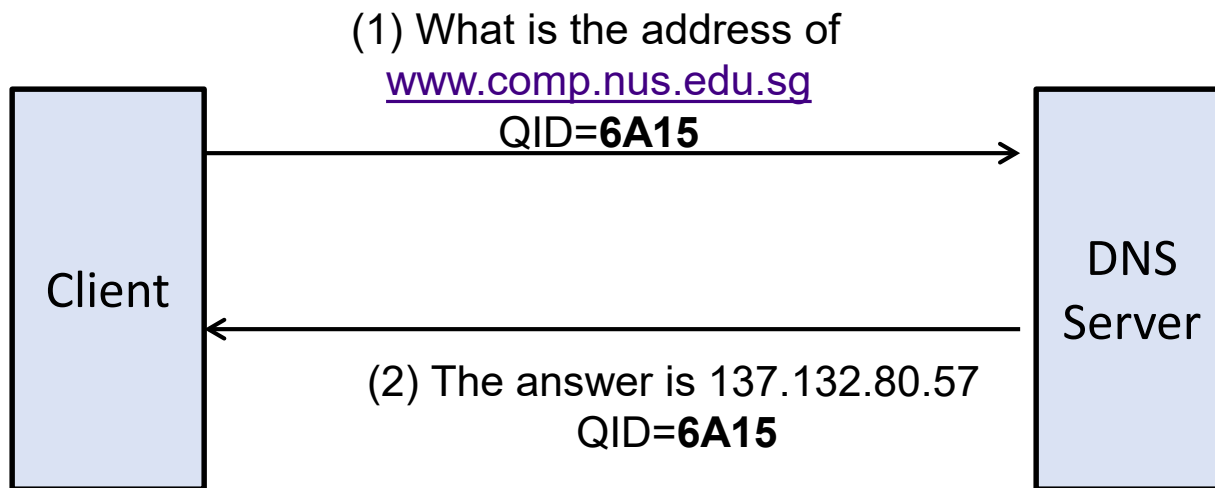 (1) What is the address of
www.comp.nus.edu.sg
QID=6A15
Client
DNS
Server
(2) The answer is 137.132.80.57
QID=6A15